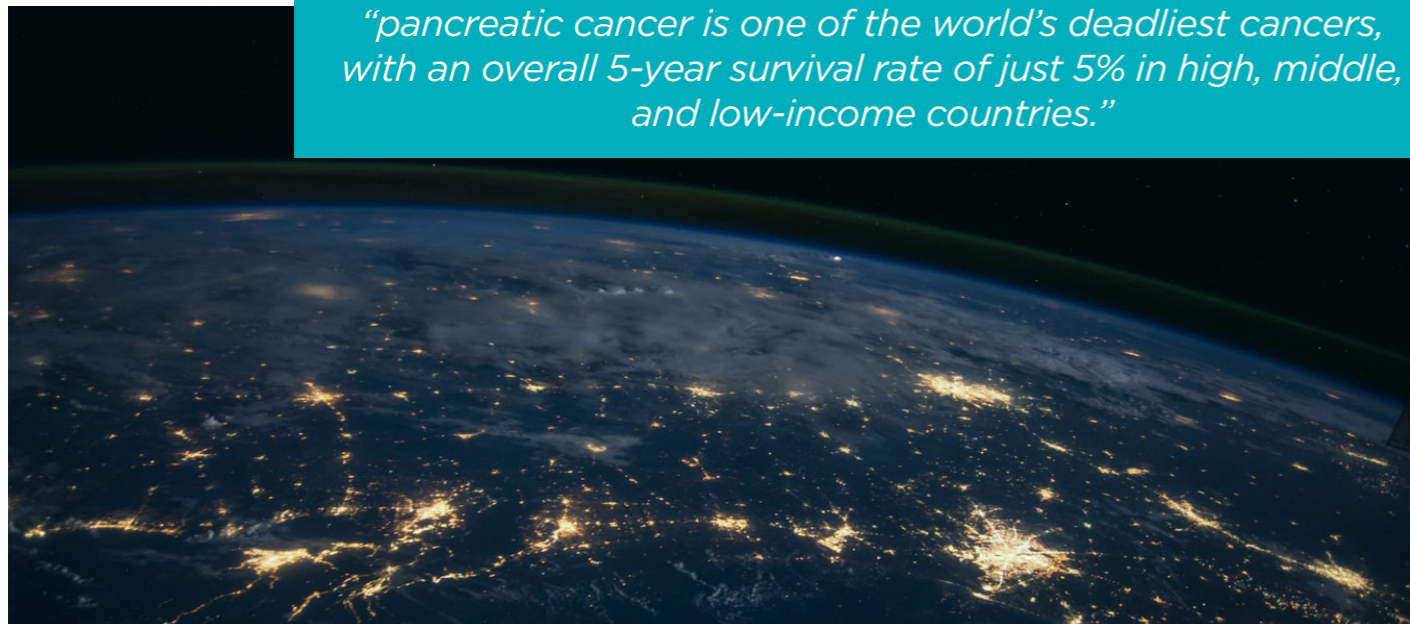 “pancreatic cancer is one of the world’s deadliest cancers,
with an overall 5-year survival rate of just 5% in high, middle,
and low-income countries.”